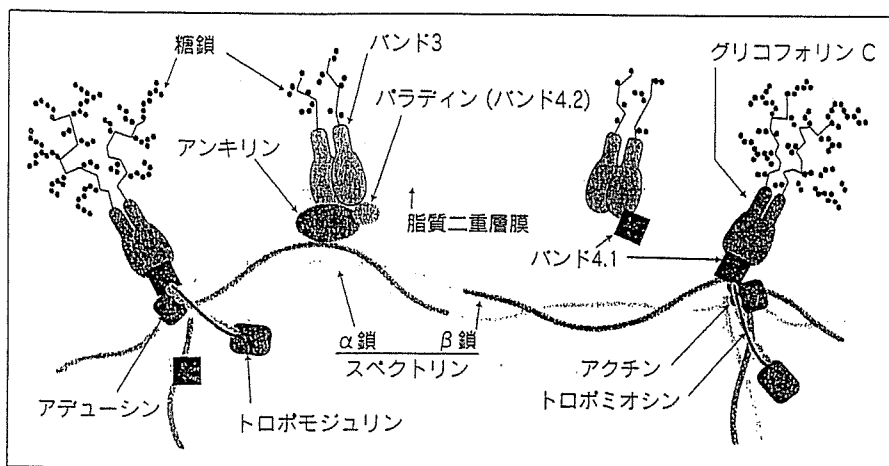 糖鎖
バンド3
グリコフォリン C
パラディン (バンド4.2)
アンキリン
↑
脂質二重層膜
バンド4.1
α鎖 β鎖
スペクトリン
アクチン
トロポミオシン
アデューシン
トロポモジュリン